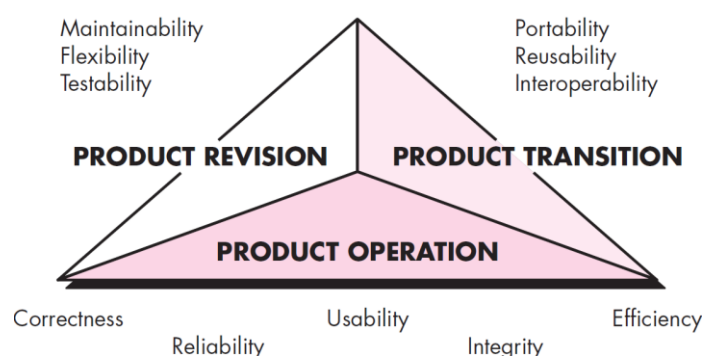 Maintainability
Flexibility
Testability
Portability
Reusability
Interoperability
PRODUCT REVISION
PRODUCT TRANSITION
PRODUCT OPERATION
Correctness
Usability
Efficiency
Reliability
Integrity